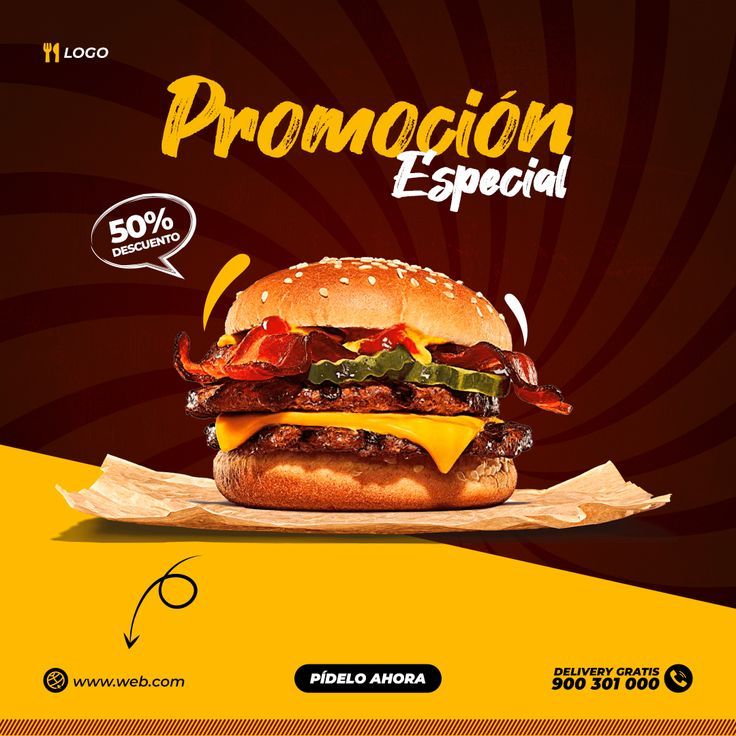 LOGO
Promoción
Especial
50%
DESCUENTO
www.web.com
PÍDELO AHORA
DELIVERY GRATIS
900 301 000